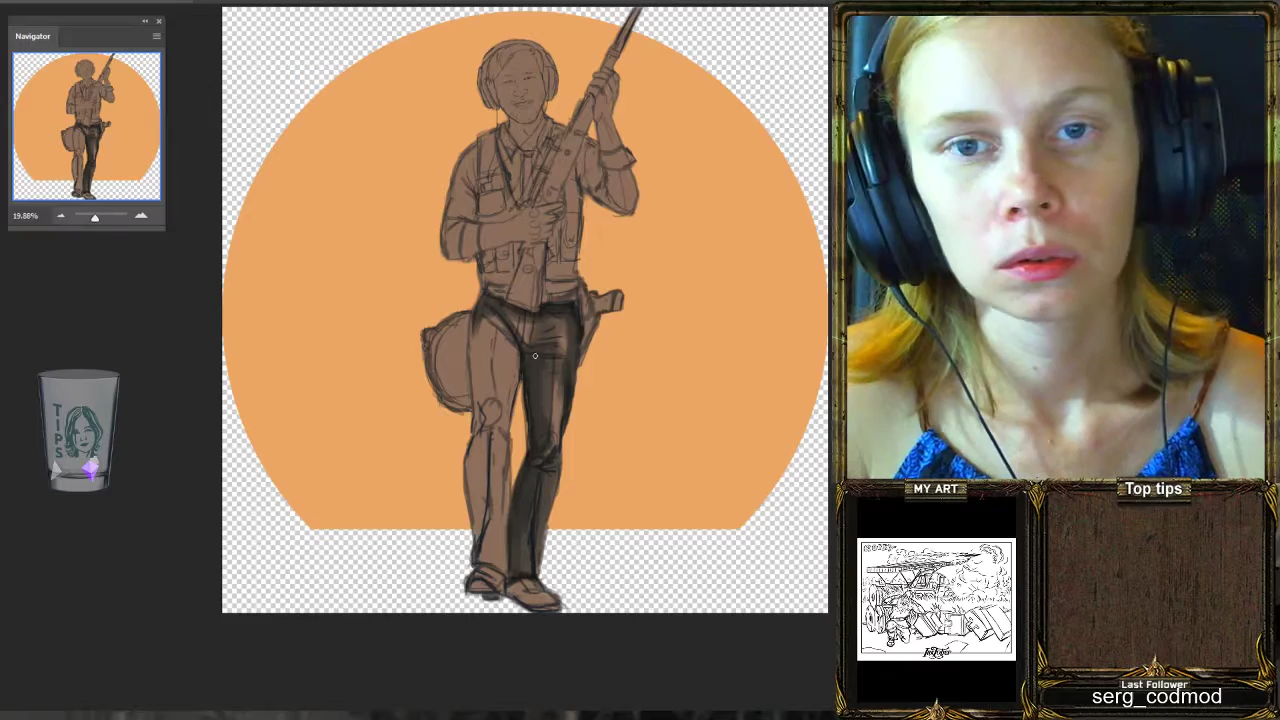 Navigator
19.88%
TIPS
MY ART
Top tips
Last Follower
serg_codmod